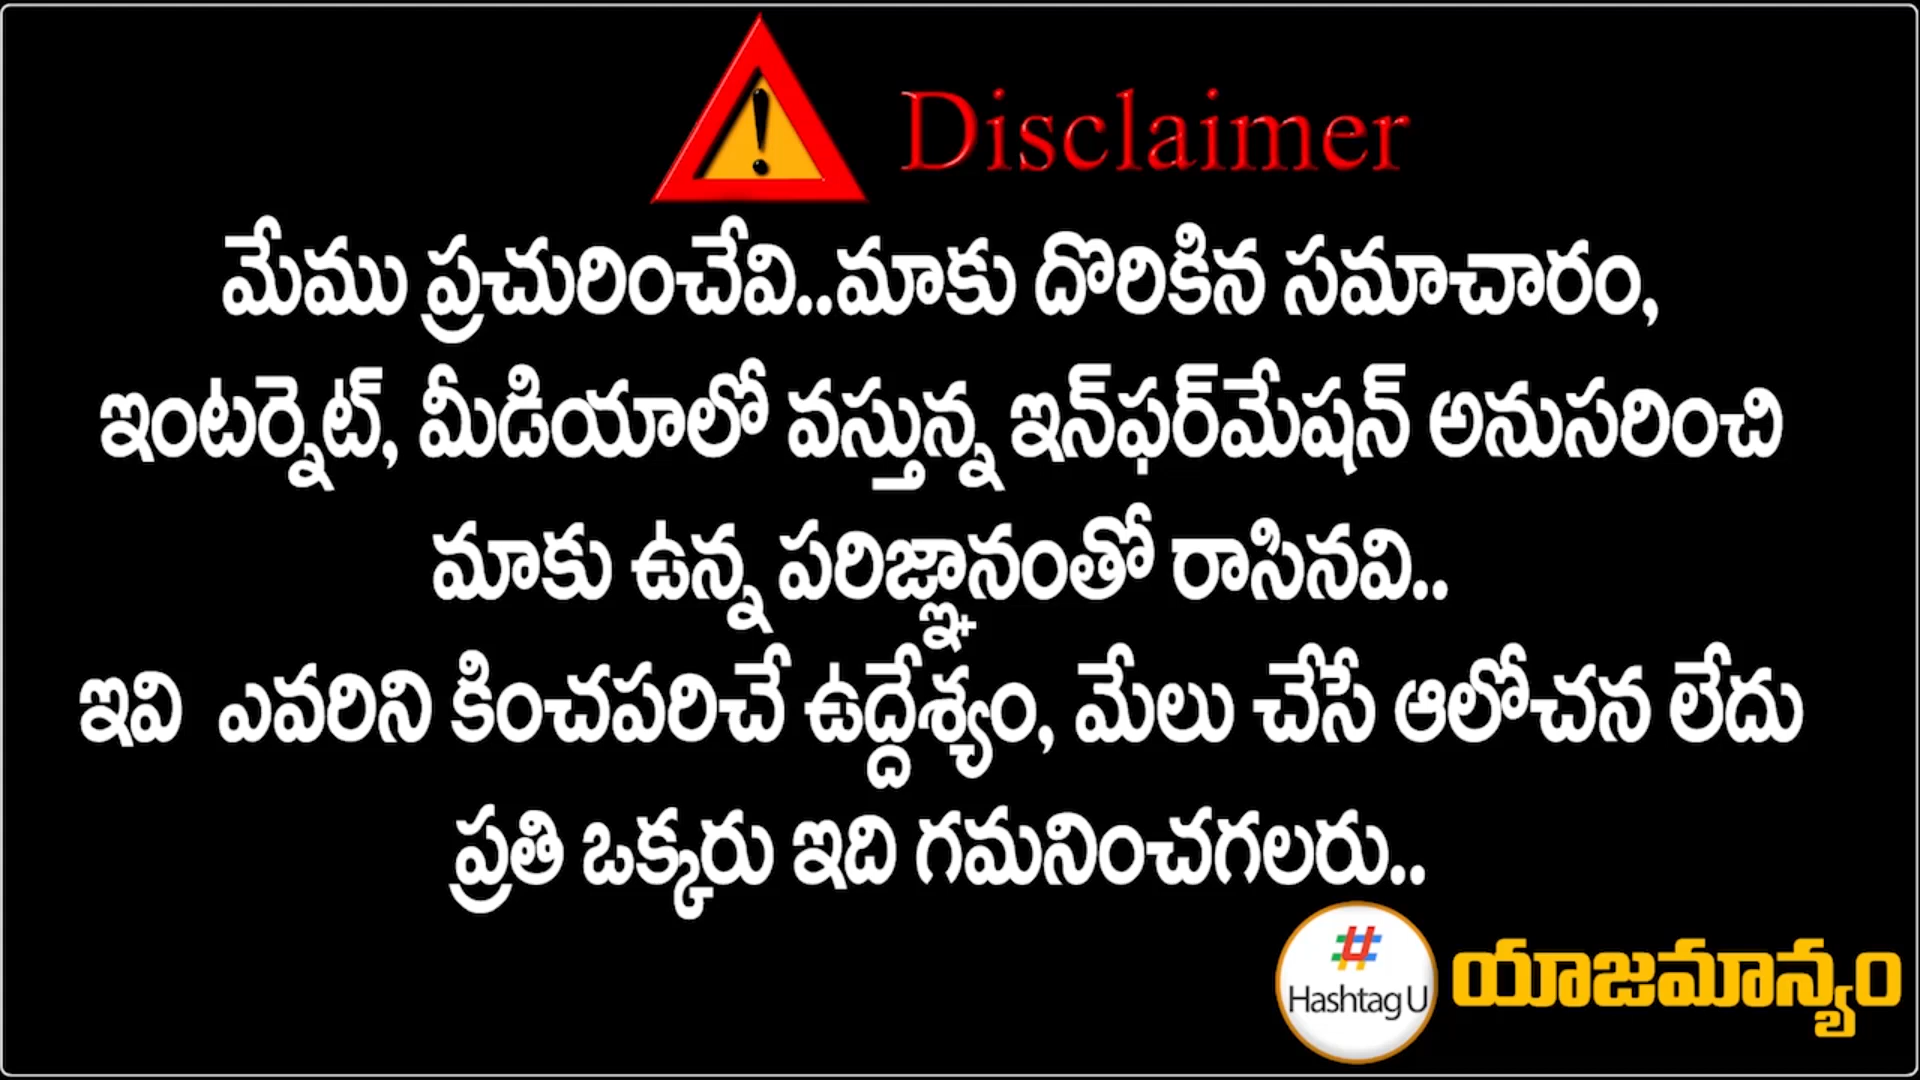 Disclaimer
మేము ప్రచురించేవి..మాకు దొరికిన సమాచారం,
ఇంటర్నెట్, మీడియాలో వస్తున్న ఇన్‌ఫర్‌మేషన్ అనుసరించి
మాకు ఉన్న పరిజ్ఞానంతో రాసినవి..
ఇవి ఎవరిని కించపరిచే ఉద్దేశ్యం, మేలు చేసే ఆలోచన లేదు
ప్రతి ఒక్కరు ఇది గమనించగలరు..
Hashtag U యాజమాన్యం